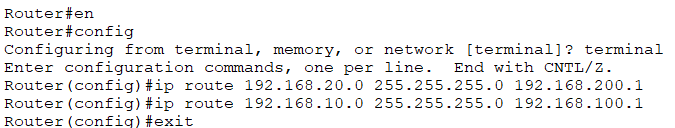 Router#en
Router#config
Configuring from terminal, memory, or network [terminal]? terminal
Enter configuration commands, one per line.  End with CNTL/Z.
Router(config)#ip route 192.168.20.0 255.255.255.0 192.168.200.1
Router(config)#ip route 192.168.10.0 255.255.255.0 192.168.100.1
Router(config)#exit